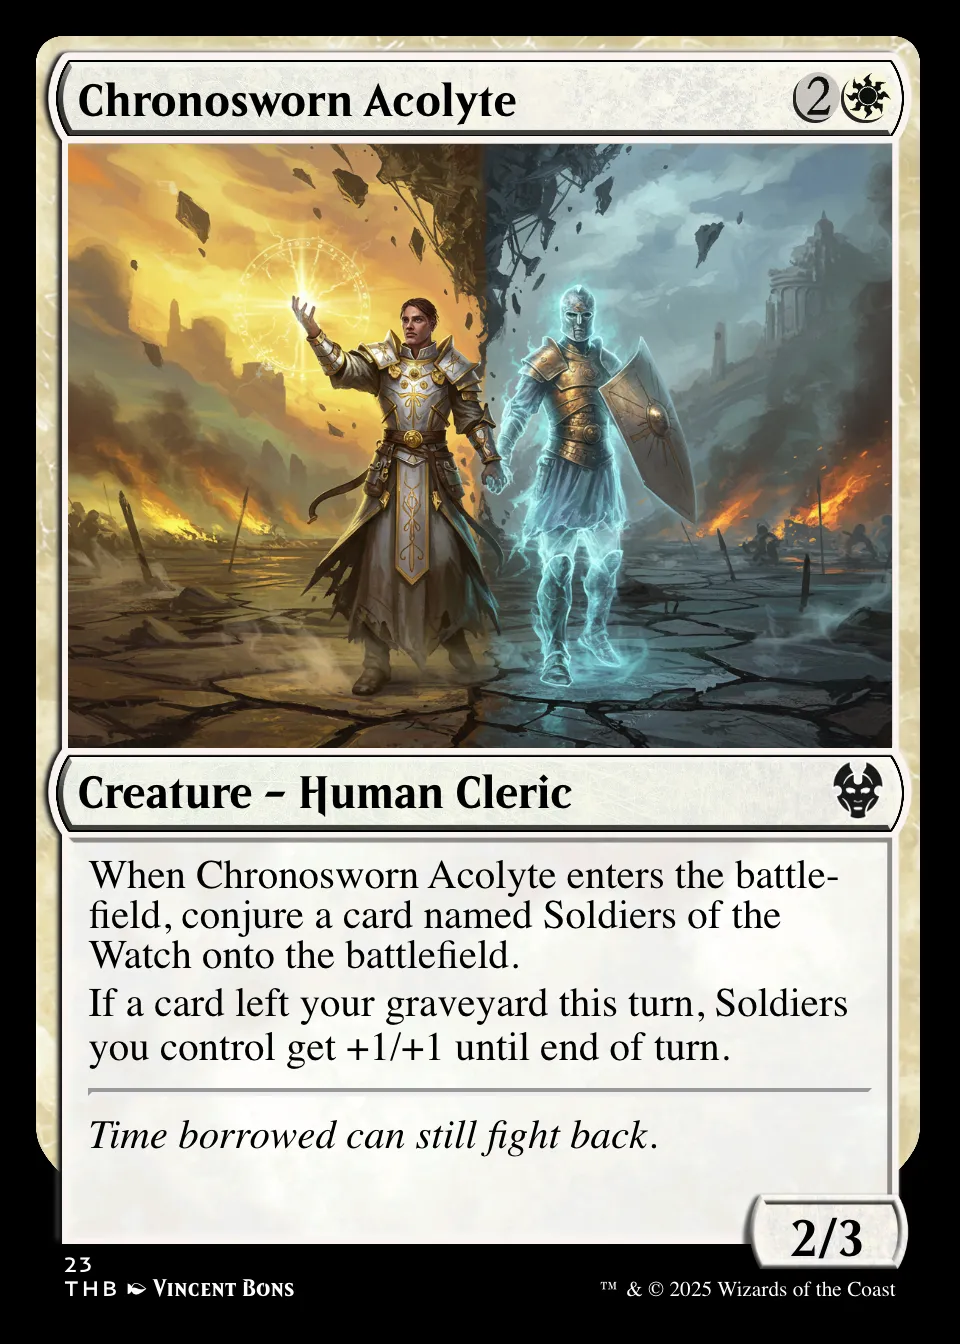 Chronosworn Acolyte 2
Creature – Human Cleric
When Chronosworn Acolyte enters the battle-
field, conjure a card named Soldiers of the
Watch onto the battlefield.
If a card left your graveyard this turn, Soldiers
you control get +1/+1 until end of turn.
Time borrowed can still fight back.
2/3
23
THB Vincent Bons
™ & © 2025 Wizards of the Coast